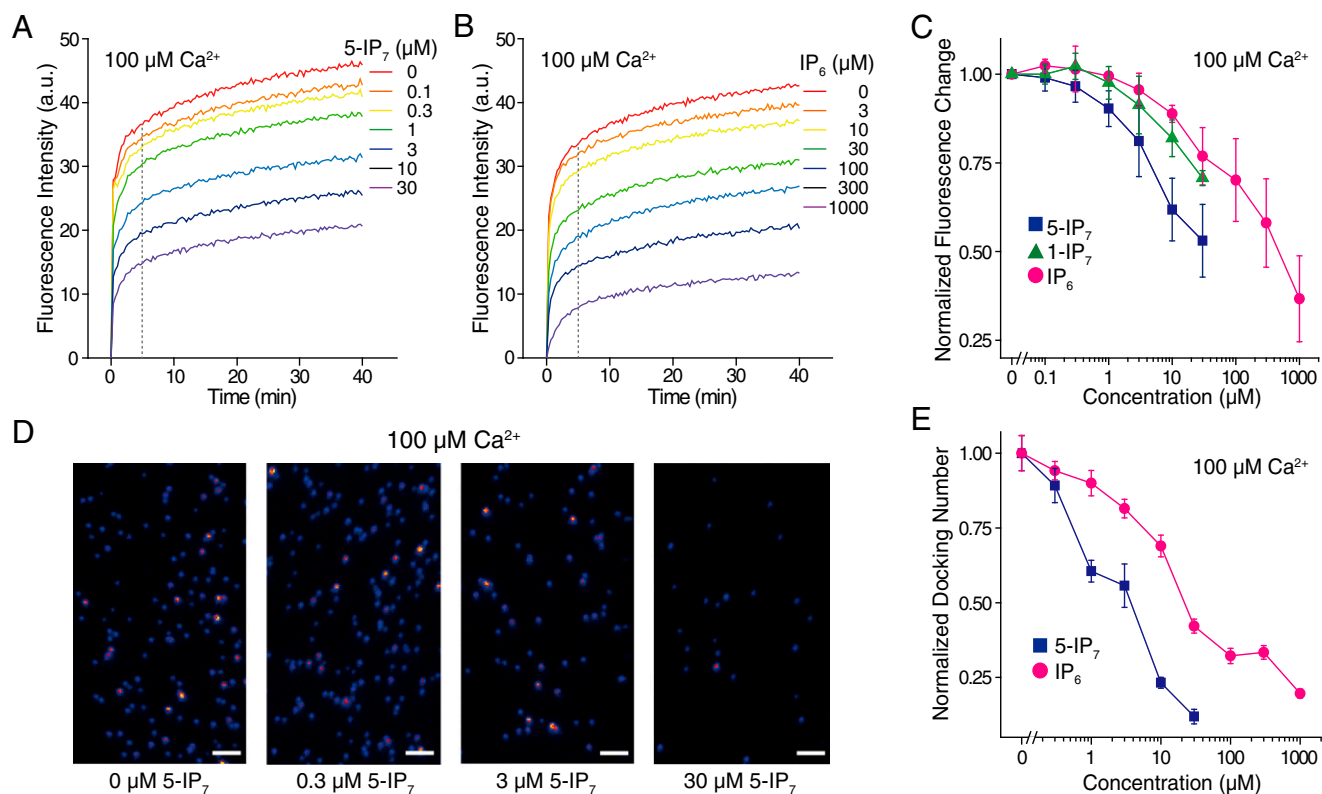 A
100 µM Ca²⁺
5-IP₇ (µM)
0
0.1
0.3
1
3
10
30
Fluorescence Intensity (a.u.)
50
40
30
20
10
0
0 10 20 30 40
Time (min)
B
100 µM Ca²⁺
IP₆ (µM)
0
3
10
30
100
300
1000
Fluorescence Intensity (a.u.)
50
40
30
20
10
0
0 10 20 30 40
Time (min)
C
100 µM Ca²⁺
Normalized Fluorescence Change
1.00
0.75
0.50
0.25
5-IP₇
1-IP₇
IP₆
0 0.1 1 10 100 1000
Concentration (µM)
D
100 µM Ca²⁺
0 µM 5-IP₇
0.3 µM 5-IP₇
3 µM 5-IP₇
30 µM 5-IP₇
E
100 µM Ca²⁺
Normalized Docking Number
1.00
0.75
0.50
0.25
5-IP₇
IP₆
0 1 10 100 1000
Concentration (µM)